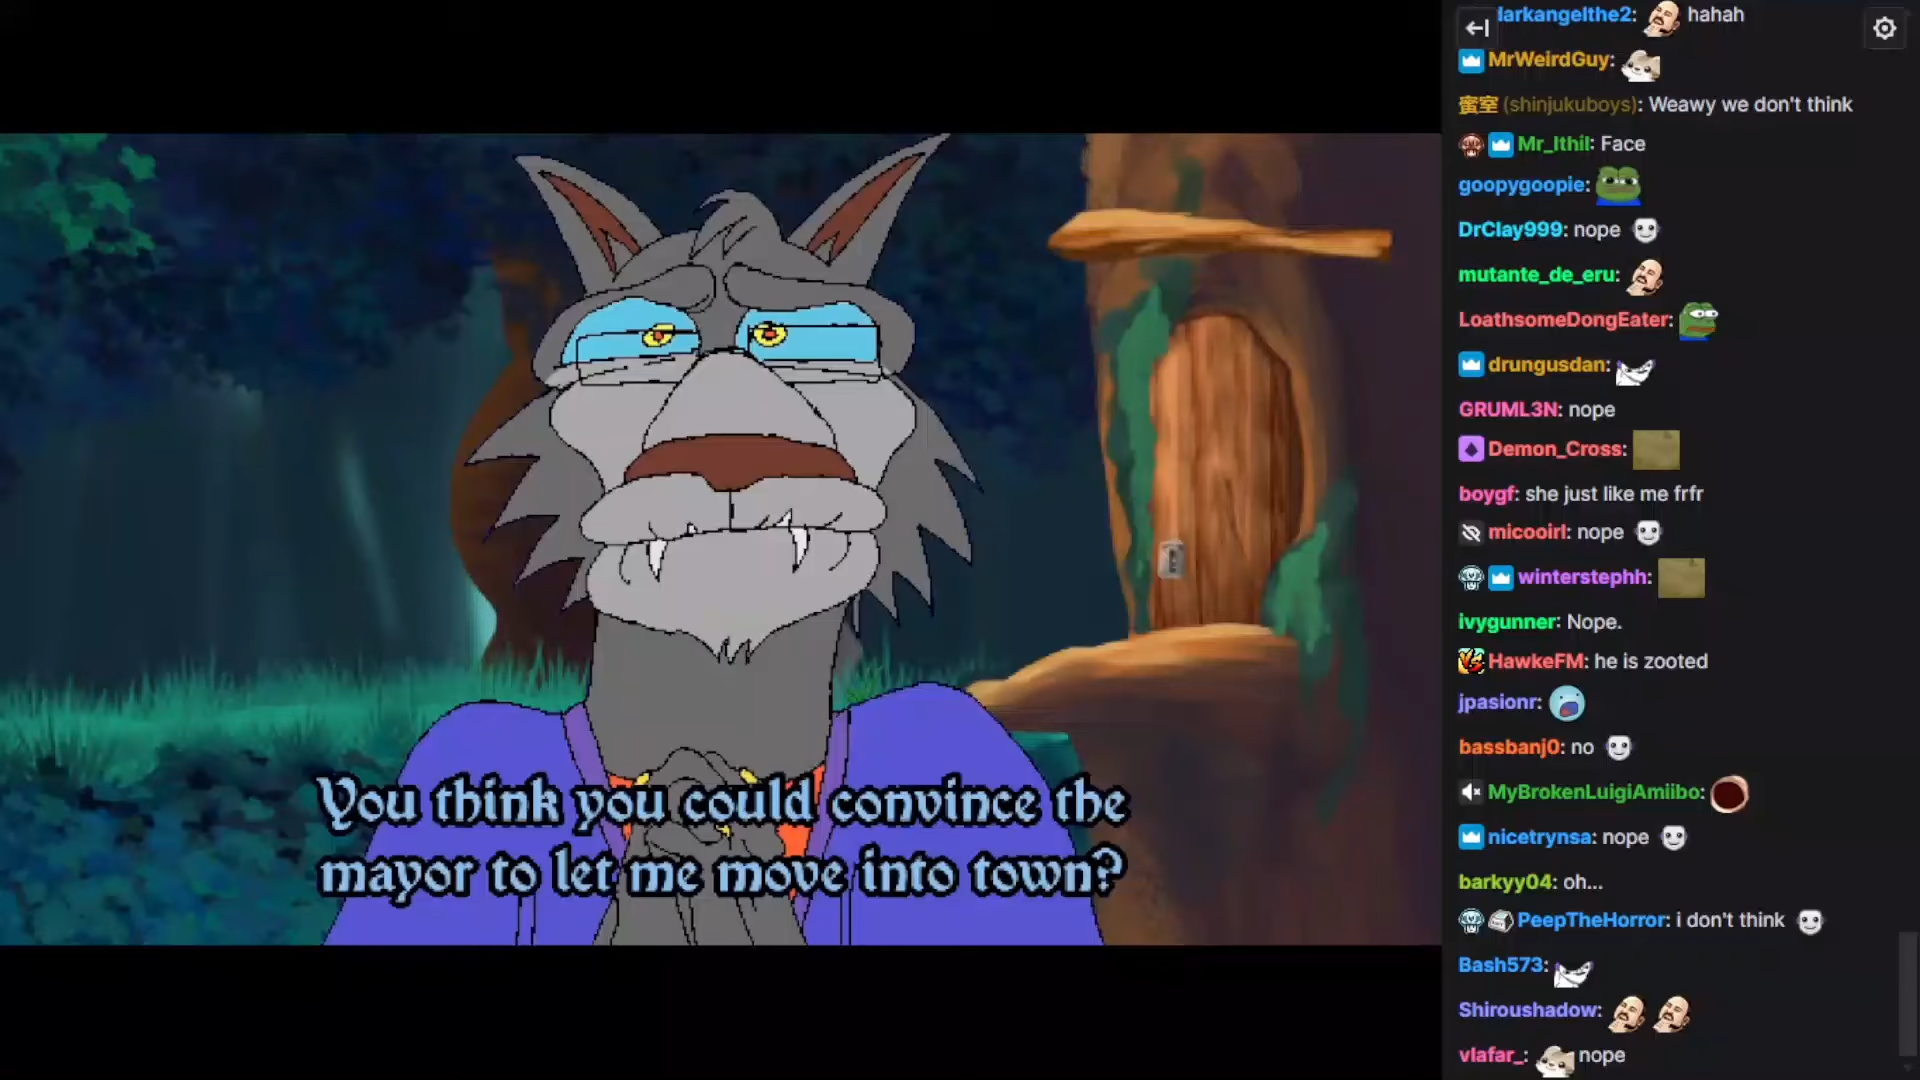 You think you could convince the
mayor to let me move into town?
darkangelthe2: hahah
MrWeirdGuy:
蜜室 (shinjukuboys): Weawy we don't think
Mr_Ithil: Face
goopygoopie:
DrClay999: nope
mutante_de_eru:
LoathsomeDongEater:
drungusdan:
GRUML3N: nope
Demon_Cross:
boygf: she just like me frfr
micooirl: nope
winterstephh:
ivygunner: Nope.
HawkeFM: he is zooted
jpasionr:
bassbanj0: no
MyBrokenLuigiAmiibo:
nicetrynsa: nope
barkyy04: oh...
PeepTheHorror: i don't think
Bash573:
Shiroushadow:
vlafar_: nope